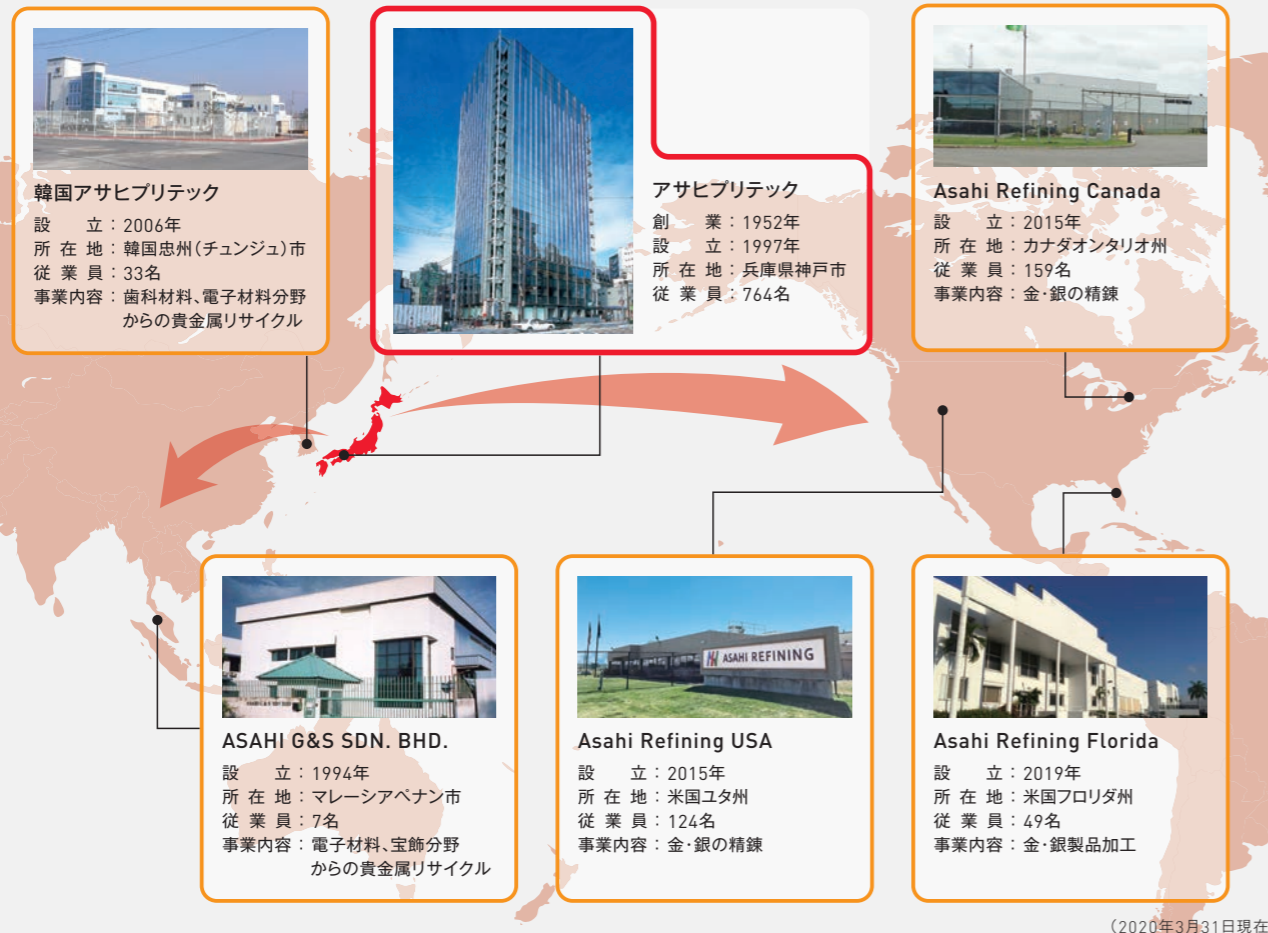 韓国アサヒプリテック
設　　立：2006年
所 在 地：韓国忠州(チュンジュ)市
従 業 員：33名
事業内容：歯科材料、電子材料分野
からの貴金属リサイクル
アサヒプリテック
創　　業：1952年
設　　立：1997年
所 在 地：兵庫県神戸市
従 業 員：764名
Asahi Refining Canada
設　　立：2015年
所 在 地：カナダオンタリオ州
従 業 員：159名
事業内容：金・銀の精錬
ASAHI G&S SDN. BHD.
設　　立：1994年
所 在 地：マレーシアペナン市
従 業 員：7名
事業内容：電子材料、宝飾分野
からの貴金属リサイクル
ASAHI REFINING
Asahi Refining USA
設　　立：2015年
所 在 地：米国ユタ州
従 業 員：124名
事業内容：金・銀の精錬
Asahi Refining Florida
設　　立：2019年
所 在 地：米国フロリダ州
従 業 員：49名
事業内容：金・銀製品加工
（2020年3月31日現在